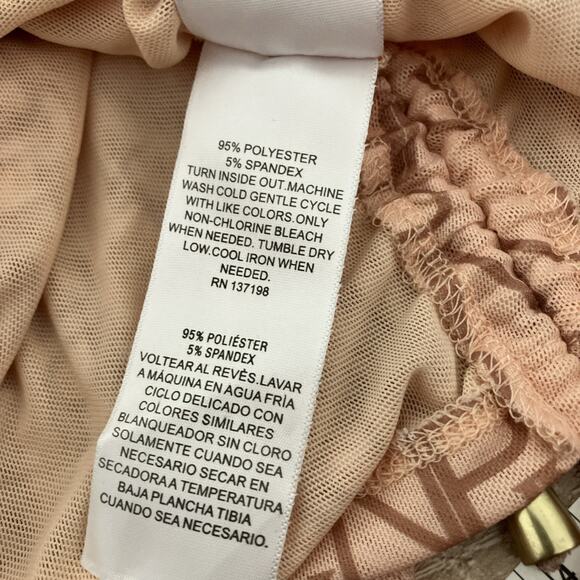 95% POLYESTER
5% SPANDEX
TURN INSIDE OUT.MACHINE
WASH COLD GENTLE CYCLE
WITH LIKE COLORS.ONLY
NON-CHLORINE BLEACH
WHEN NEEDED. TUMBLE DRY
LOW.COOL IRON WHEN
NEEDED.
RN 137198
95% POLIÉSTER
5% SPANDEX
VOLTEAR AL REVÈS.LAVAR
A MÁQUINA EN AGUA FRÍA
CICLO DELICADO CON
COLORES SIMILARES
BLANQUEADOR SIN CLORO
SOLAMENTE CUANDO SEA
NECESARIO SECAR EN
SECADORA A TEMPERATURA
BAJA PLANCHA TIBIA
CUANDO SEA NECESARIO.